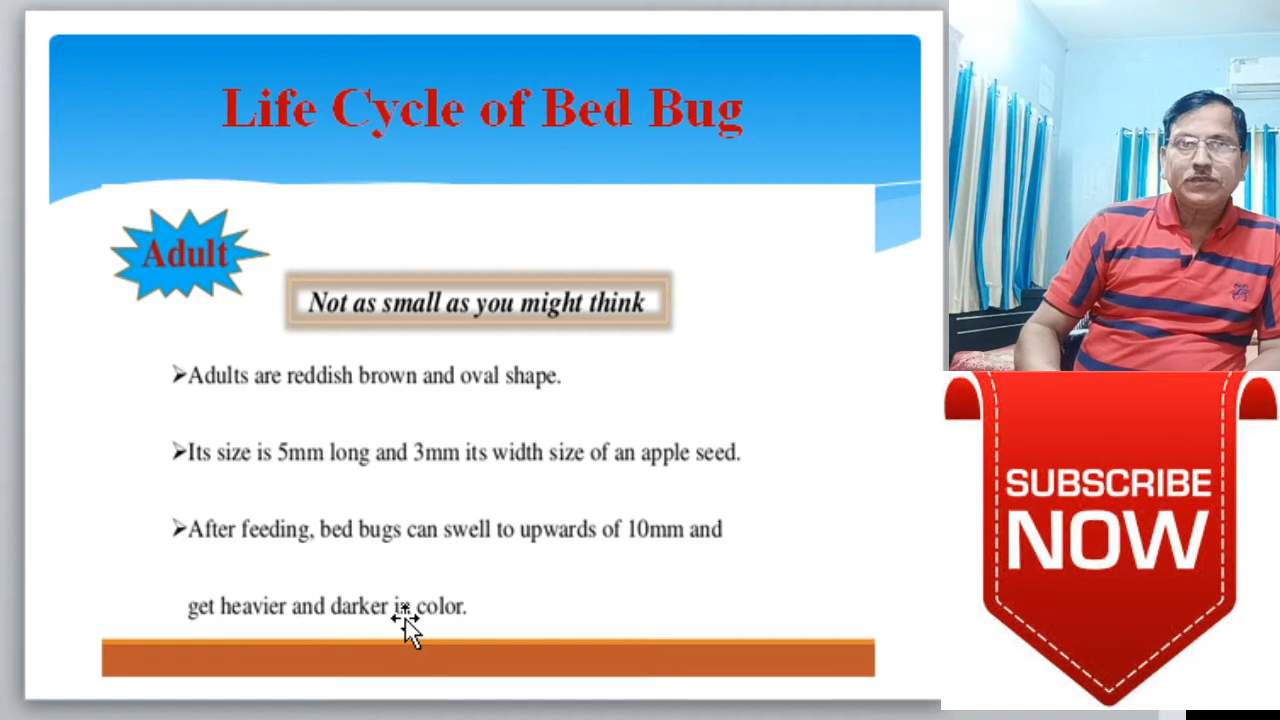 Life Cycle of Bed Bug
Adult
Not as small as you might think
➢Adults are reddish brown and oval shape.
➢Its size is 5mm long and 3mm its width size of an apple seed.
➢After feeding, bed bugs can swell to upwards of 10mm and
get heavier and darker in color.
SUBSCRIBE
NOW